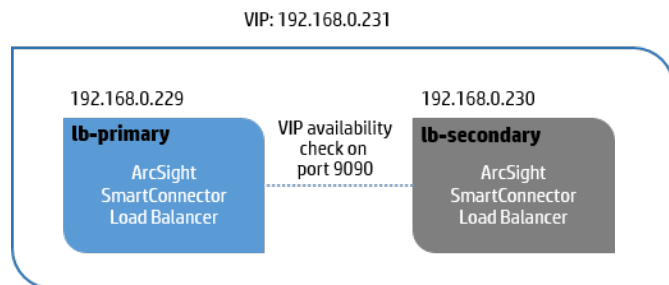 VIP: 192.168.0.231
192.168.0.229
lb-primary
ArcSight
SmartConnector
Load Balancer
VIP availability
check on
port 9090
192.168.0.230
lb-secondary
ArcSight
SmartConnector
Load Balancer